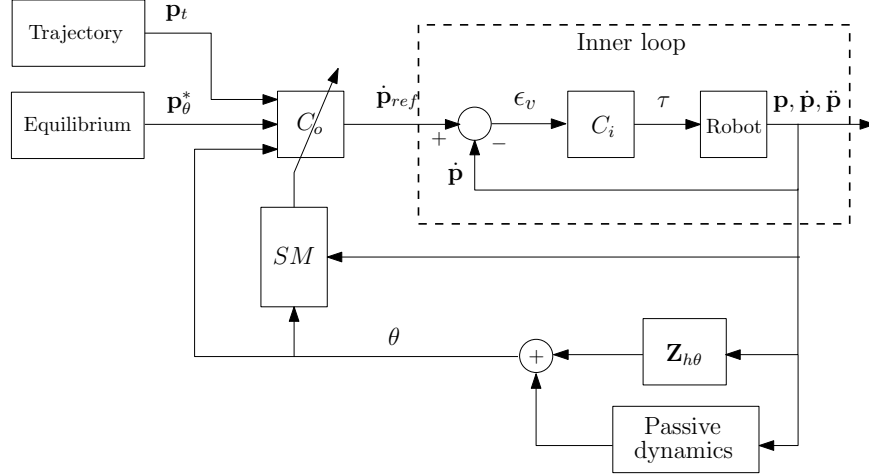 Trajectory
𝐩_t
Inner loop
Equilibrium
𝐩*_θ
C_o
𝐩̇_ref
+
−
ϵ_v
C_i
τ
Robot
𝐩, 𝐩̇, 𝐩̈
𝐩̇
SM
θ
+
𝐙_hθ
Passive
dynamics